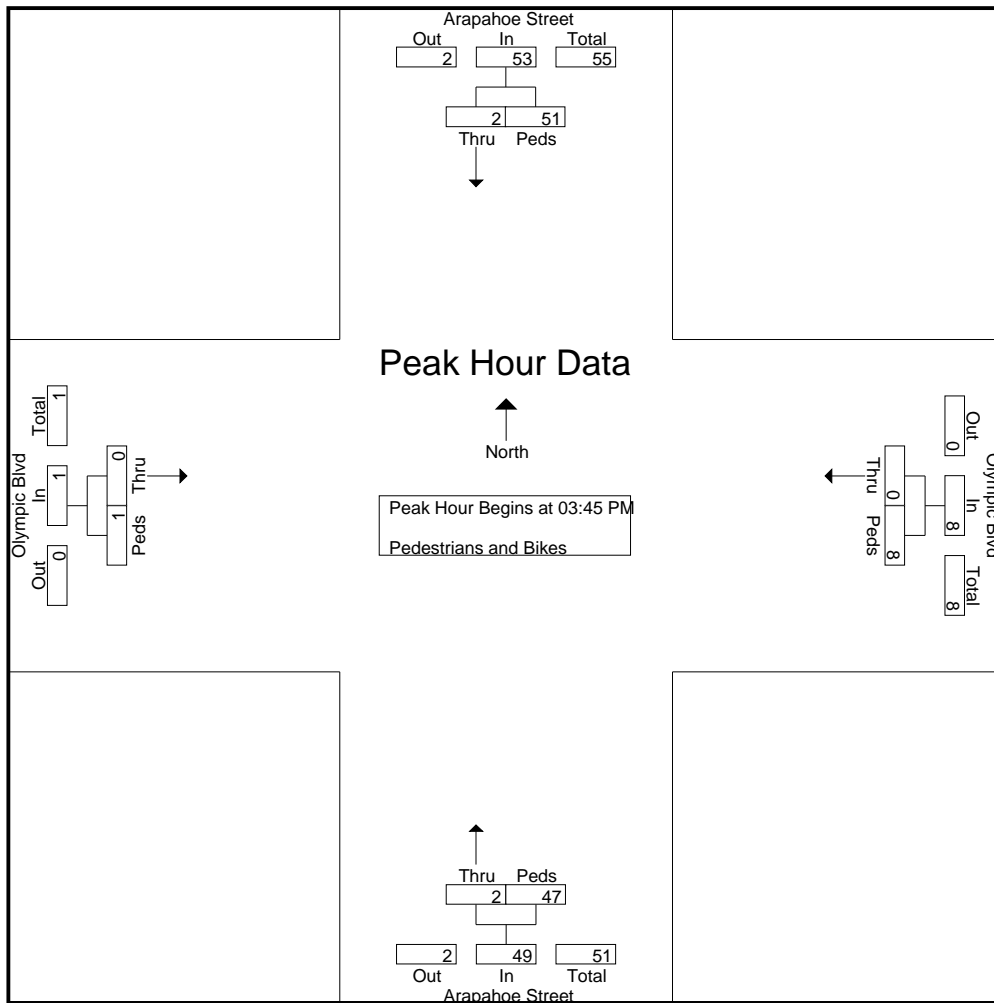 Arapahoe Street
Out In Total
2 53 55
2 51
Thru Peds
Peak Hour Data
North
Peak Hour Begins at 03:45 PM
Pedestrians and Bikes
Olympic Blvd
Total In Out
1 1 0
0 1
Thru Peds
Olympic Blvd
Out In Total
0 8 8
0 8
Thru Peds
Thru Peds
2 47
2 49 51
Out In Total
Arapahoe Street